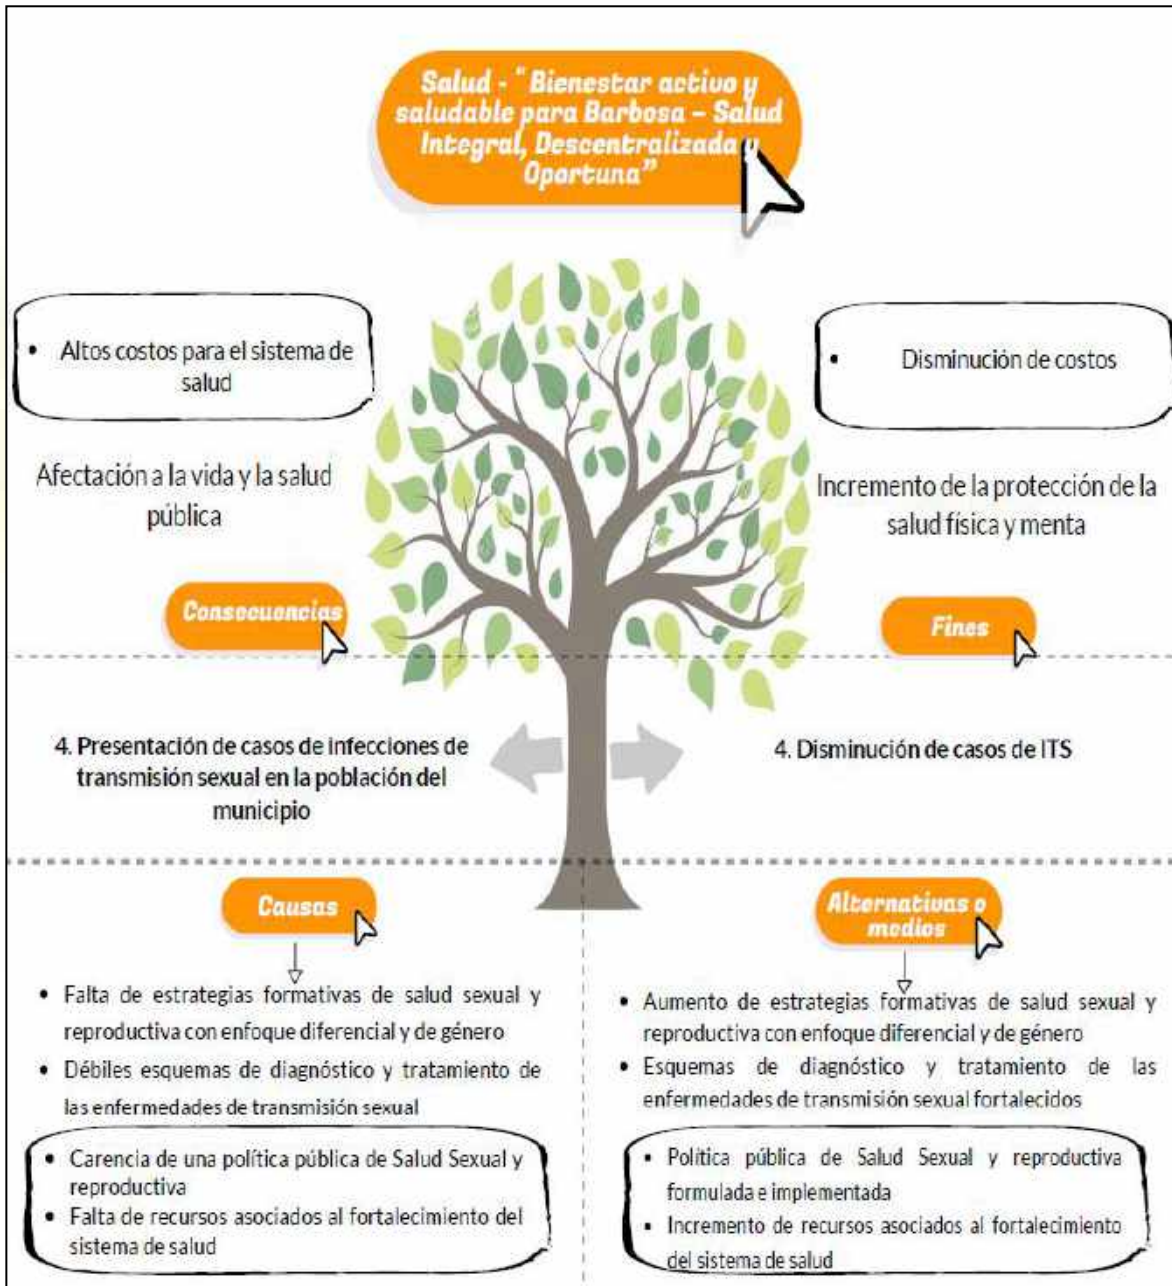 Salud - "Bienestar activo y
saludable para Barbosa – Salud
Integral, Descentralizada y
Oportuna"
• Altos costos para el sistema de
salud
Afectación a la vida y la salud
pública
Consecuencias
• Disminución de costos
Incremento de la protección de la
salud física y menta
Fines
4. Presentación de casos de infecciones de
transmisión sexual en la población del
municipio
4. Disminución de casos de ITS
Causas
• Falta de estrategias formativas de salud sexual y
reproductiva con enfoque diferencial y de género
• Débiles esquemas de diagnóstico y tratamiento de
las enfermedades de transmisión sexual
• Carencia de una política pública de Salud Sexual y
reproductiva
• Falta de recursos asociados al fortalecimiento del
sistema de salud
Alternativas o
medios
• Aumento de estrategias formativas de salud sexual y
reproductiva con enfoque diferencial y de género
• Esquemas de diagnóstico y tratamiento de las
enfermedades de transmisión sexual fortalecidos
• Política pública de Salud Sexual y reproductiva
formulada e implementada
• Incremento de recursos asociados al fortalecimiento
del sistema de salud